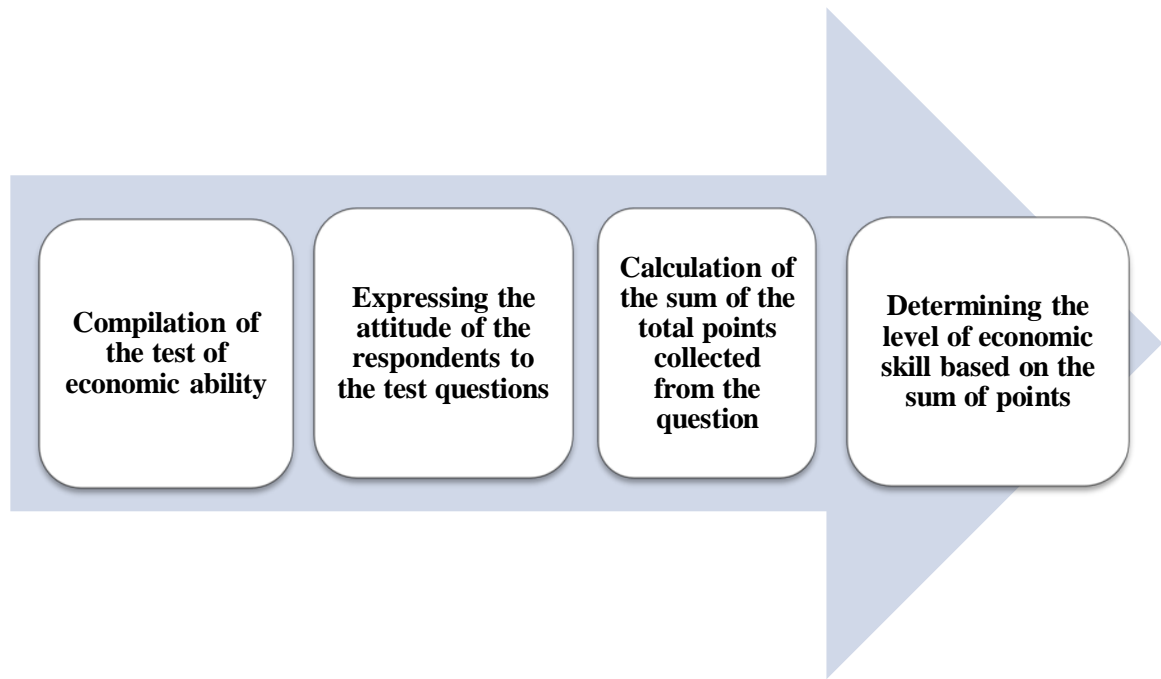 Compilation of
the test of
economic ability
Expressing the
attitude of the
respondents to
the test questions
Calculation of
the sum of the
total points
collected
from the
question
Determining the
level of economic
skill based on the
sum of points